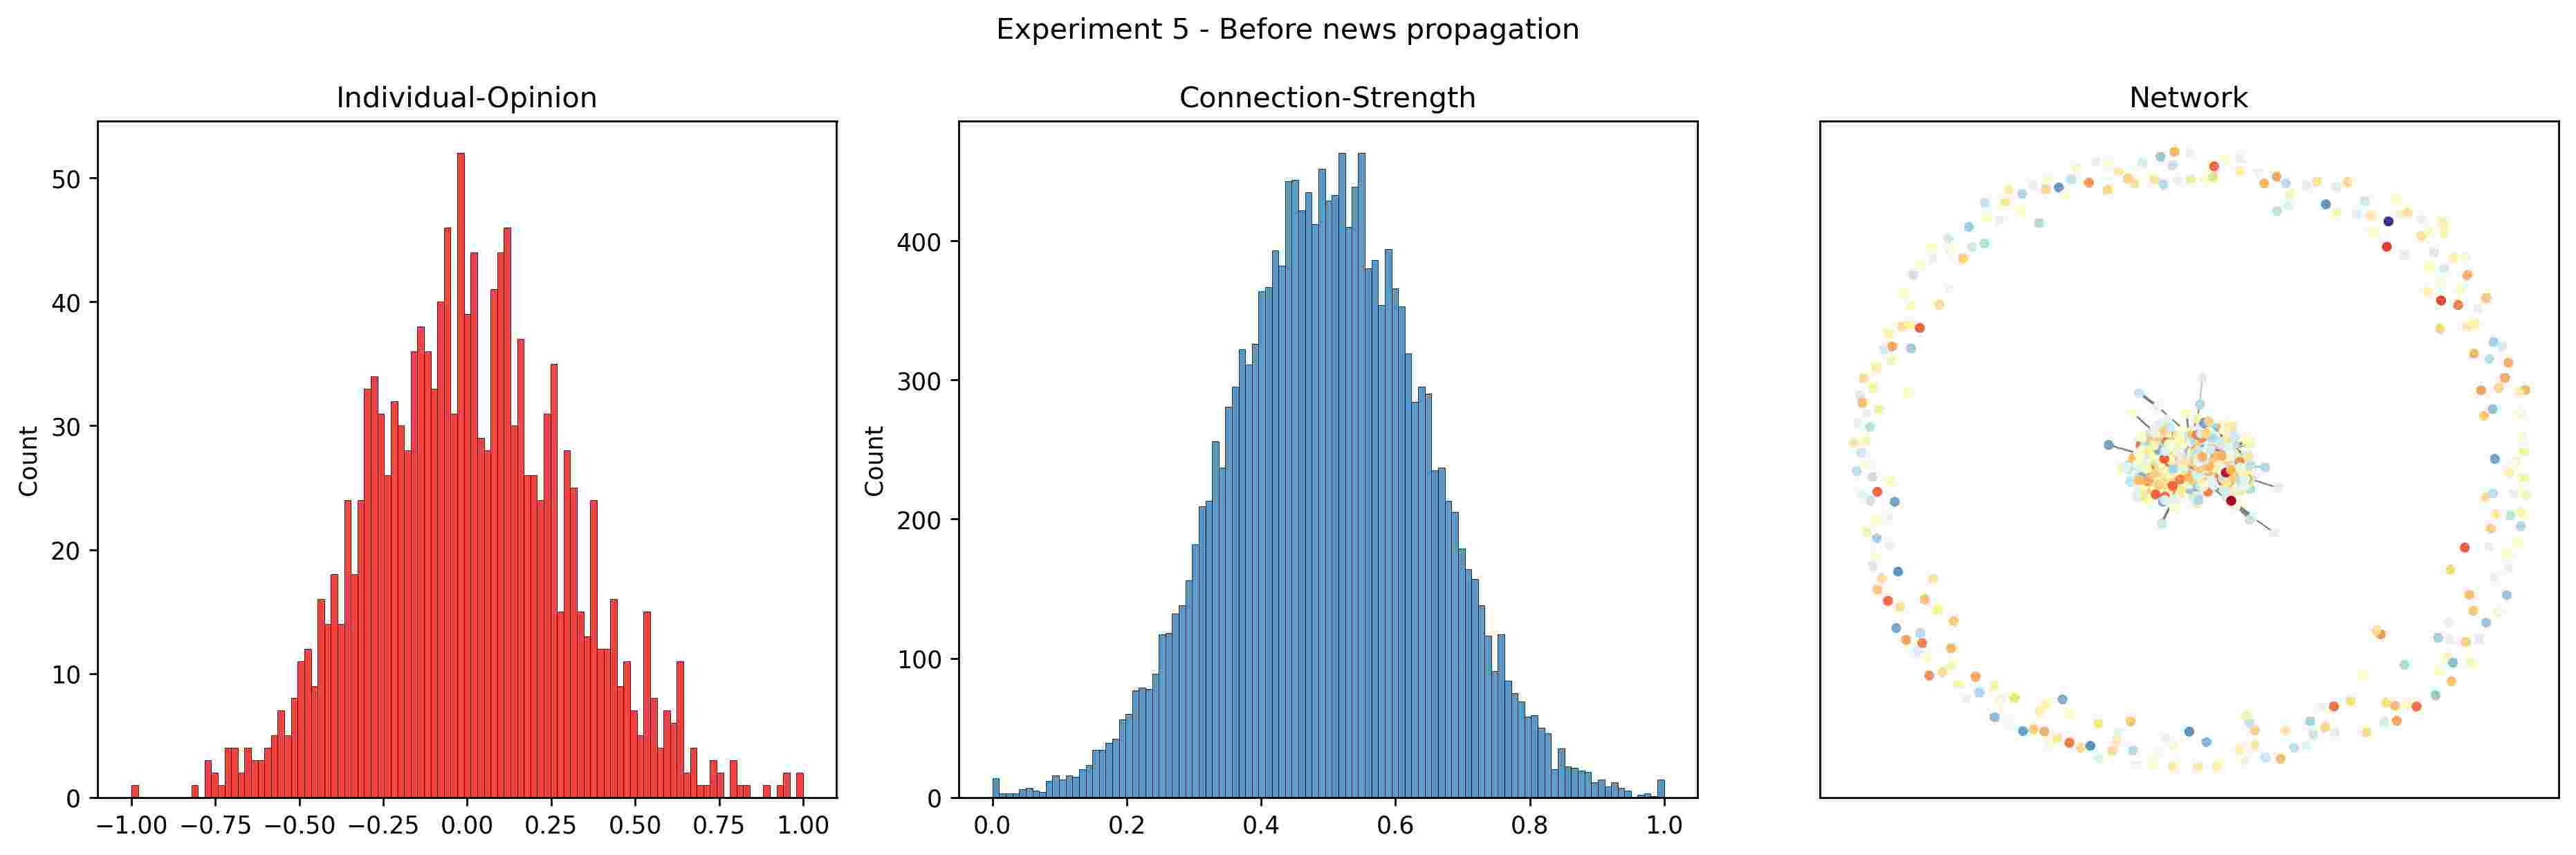 Experiment 5 - Before news propagation
Individual-Opinion
Count
50
40
30
20
10
0
−1.00 −0.75 −0.50 −0.25 0.00 0.25 0.50 0.75 1.00
Connection-Strength
Count
400
300
200
100
0
0.0 0.2 0.4 0.6 0.8 1.0
Network